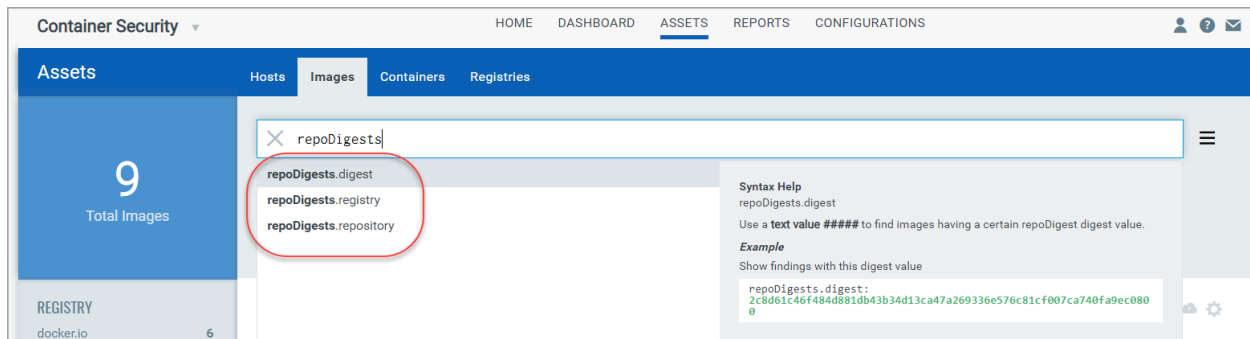 Container Security
HOME DASHBOARD ASSETS REPORTS CONFIGURATIONS
Assets
Hosts Images Containers Registries
repoDigests
9
Total Images
repoDigests.digest
repoDigests.registry
repoDigests.repository
Syntax Help
repoDigests.digest
Use a text value ##### to find images having a certain repoDigest digest value.
Example
Show findings with this digest value
repoDigests.digest:
2c8d61c46f484d881db43b34d13ca47a269336e576c81cf007ca740fa9ec080
0
REGISTRY
docker.io 6